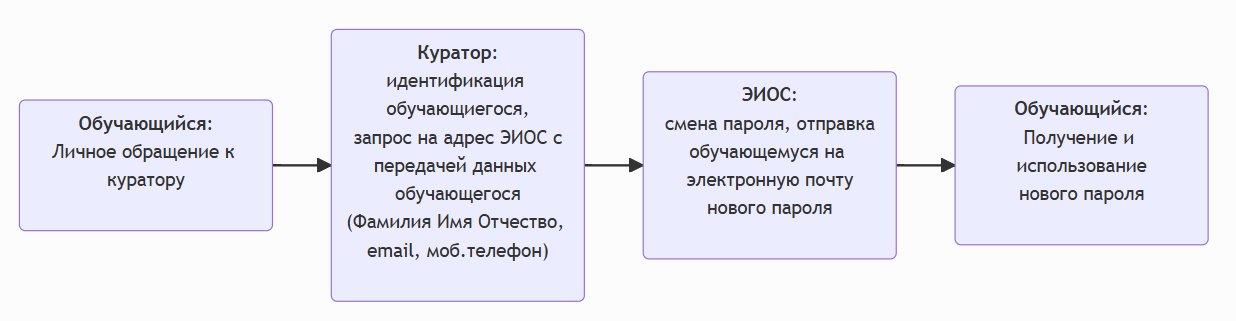 Обучающийся:
Личное обращение к
куратору
Куратор:
идентификация
обучающиегося,
запрос на адрес ЭИОС с
передачей данных
обучающегося
(Фамилия Имя Отчество,
email, моб.телефон)
ЭИОС:
смена пароля, отправка
обучающемуся на
электронную почту
нового пароля
Обучающийся:
Получение и
использование
нового пароля